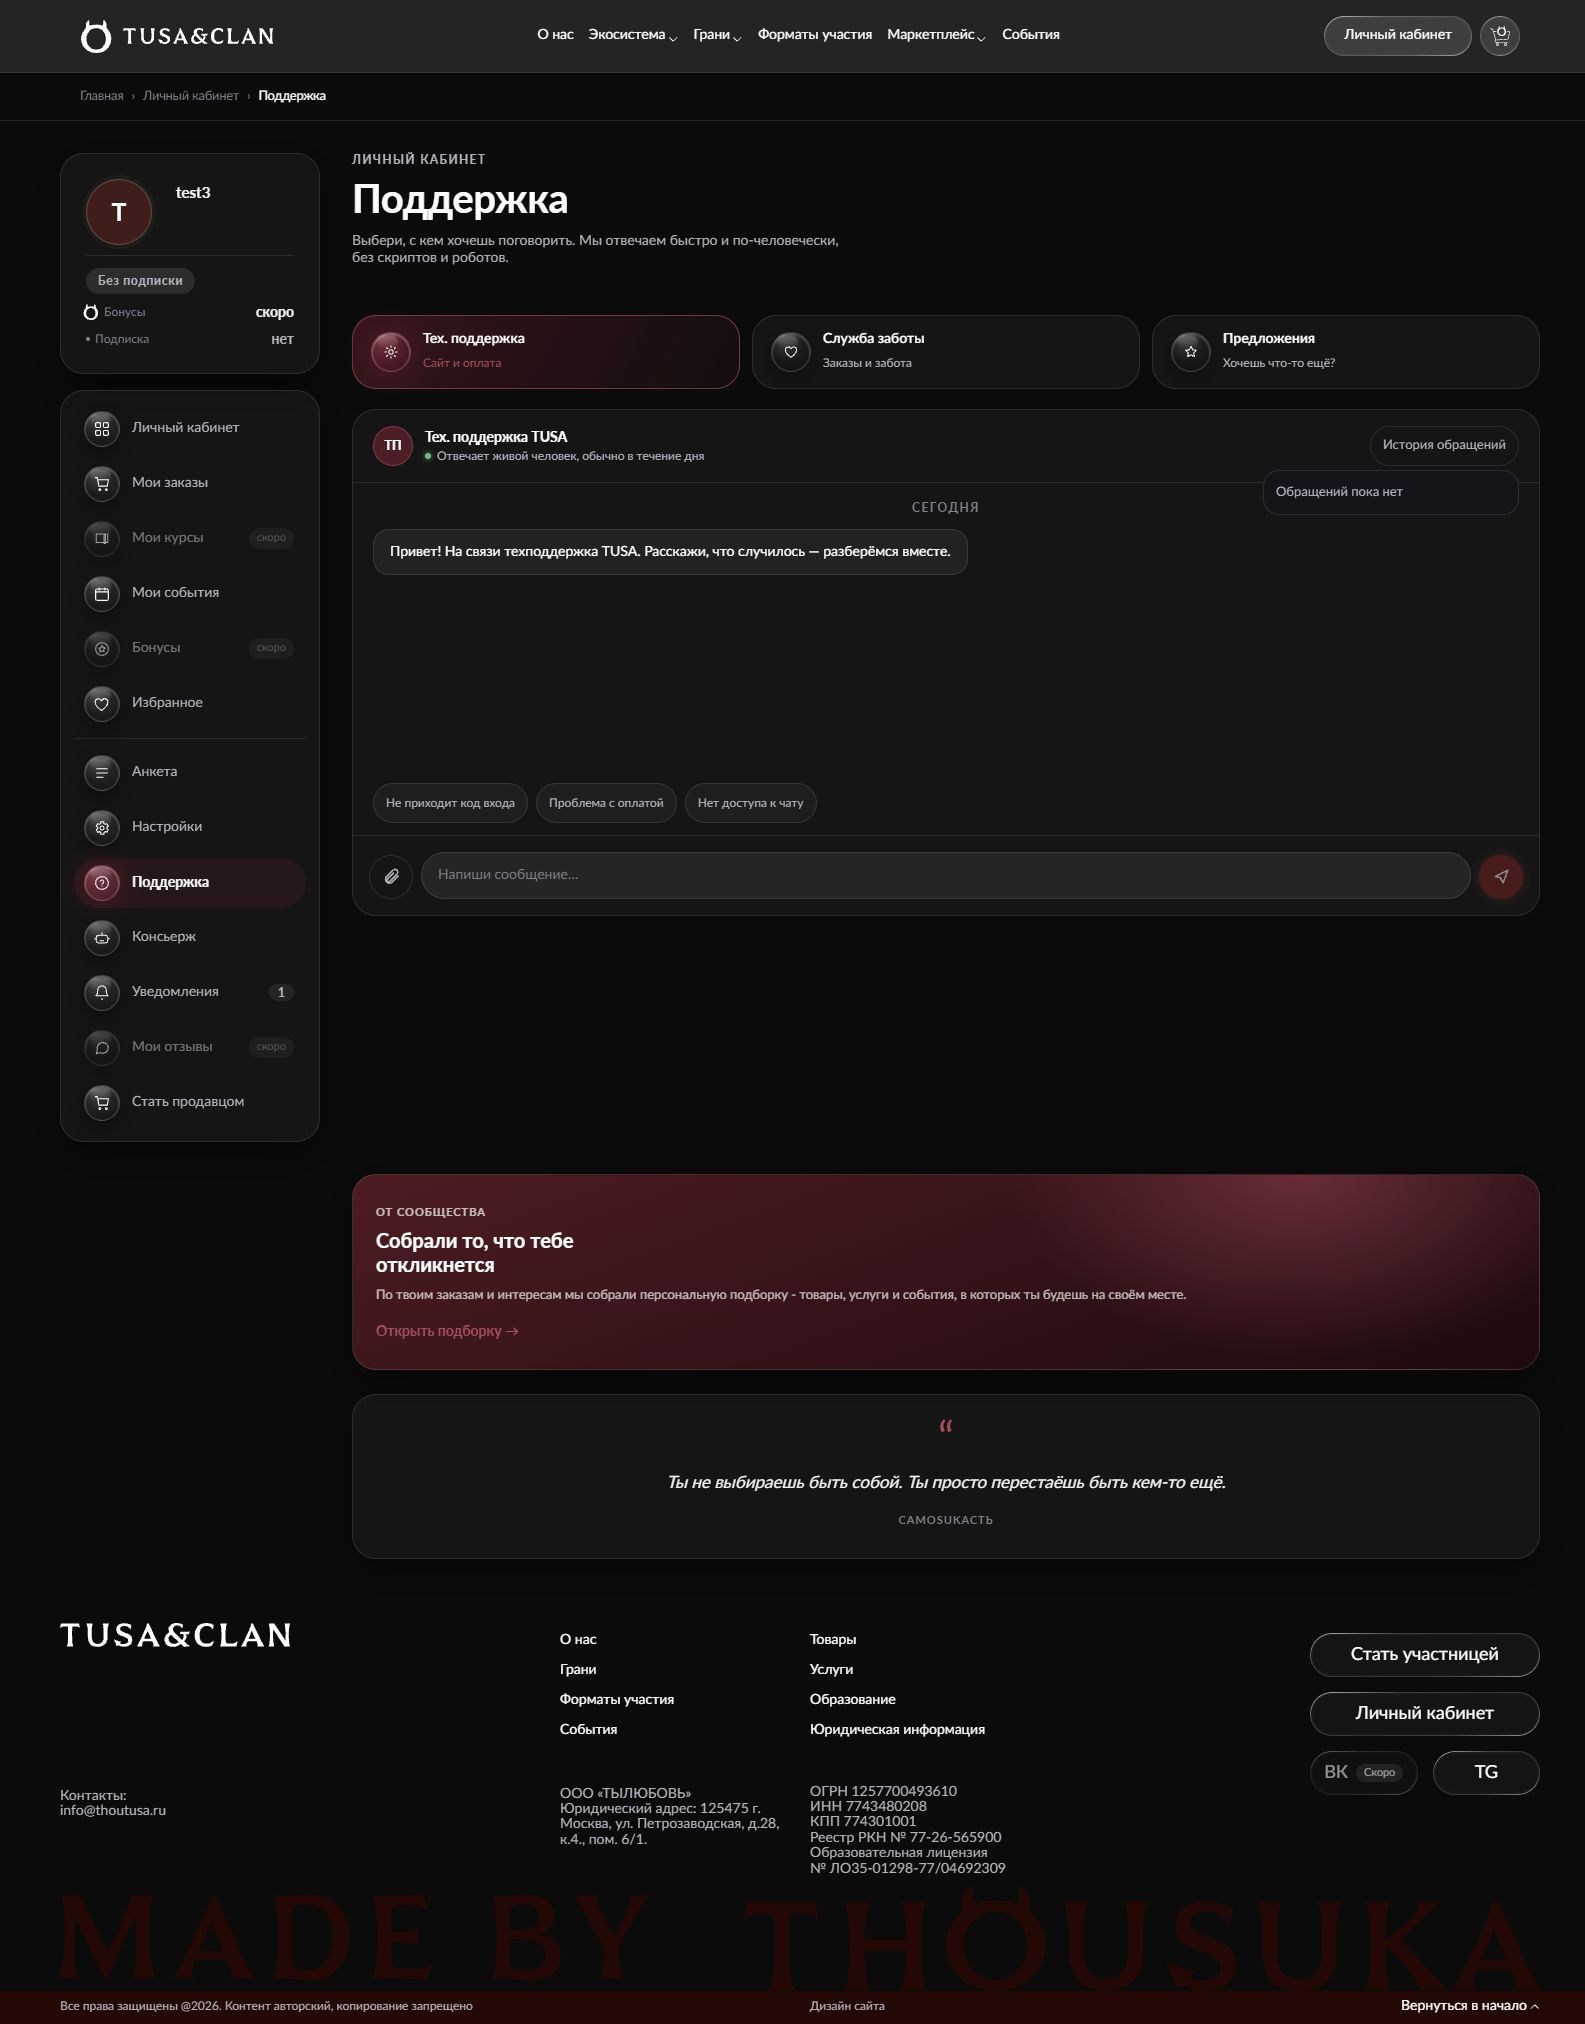 TUSA&CLAN
О нас Экосистема Грани Форматы участия Маркетплейс События
Личный кабинет
Главная › Личный кабинет › Поддержка
T
test3
Без подписки
Бонусы скоро
Подписка нет
Личный кабинет
Мои заказы
Мои курсы скоро
Мои события
Бонусы скоро
Избранное
Анкета
Настройки
Поддержка
Консьерж
Уведомления 1
Мои отзывы скоро
Стать продавцом
ЛИЧНЫЙ КАБИНЕТ
Поддержка
Выбери, с кем хочешь поговорить. Мы отвечаем быстро и по-человечески,
без скриптов и роботов.
Тех. поддержка
Сайт и оплата
Служба заботы
Заказы и забота
Предложения
Хочешь что-то ещё?
ТП
Тех. поддержка TUSA
Отвечает живой человек, обычно в течение дня
История обращений
Обращений пока нет
СЕГОДНЯ
Привет! На связи техподдержка TUSA. Расскажи, что случилось — разберёмся вместе.
Не приходит код входа
Проблема с оплатой
Нет доступа к чату
Напиши сообщение...
ОТ СООБЩЕСТВА
Собрали то, что тебе
откликнется
По твоим заказам и интересам мы собрали персональную подборку - товары, услуги и события, в которых ты будешь на своём месте.
Открыть подборку →
“
Ты не выбираешь быть собой. Ты просто перестаёшь быть кем-то ещё.
САМОSUКАСТЬ
TUSA&CLAN
О нас
Грани
Форматы участия
События
Товары
Услуги
Образование
Юридическая информация
Стать участницей
Личный кабинет
ВК Скоро
TG
Контакты:
info@thoutusa.ru
ООО «ТЫЛЮБОВЬ»
Юридический адрес: 125475 г.
Москва, ул. Петрозаводская, д.28,
к.4., пом. 6/1.
ОГРН 1257700493610
ИНН 7743480208
КПП 774301001
Реестр РКН № 77-26-565900
Образовательная лицензия
№ ЛО35-01298-77/04692309
MADE BY THOUSUKA
Все права защищены @2026. Контент авторский, копирование запрещено
Дизайн сайта
Вернуться в начало